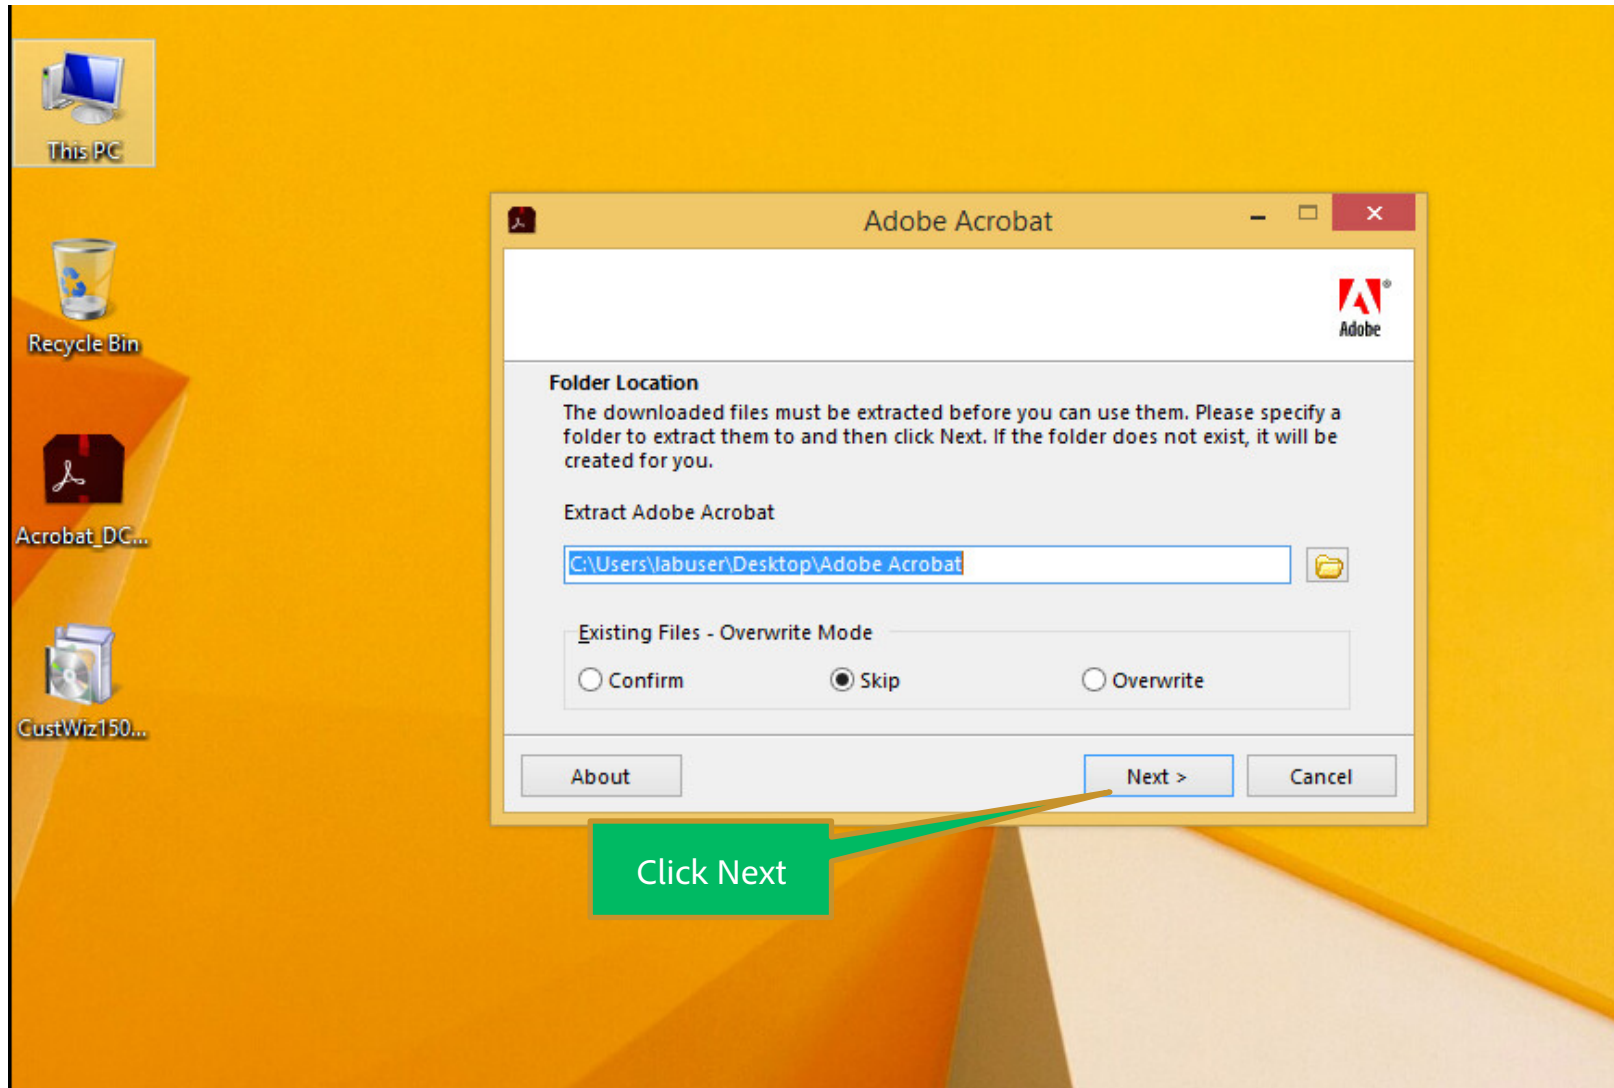 This PC
Recycle Bin
Acrobat_DC...
CustWiz150...
Adobe Acrobat
Adobe
®
Folder Location
The downloaded files must be extracted before you can use them. Please specify a
folder to extract them to and then click Next. If the folder does not exist, it will be
created for you.
Extract Adobe Acrobat
C:\Users\labuser\Desktop\Adobe Acrobat
Existing Files - Overwrite Mode
Confirm Skip Overwrite
About Next > Cancel
Click Next